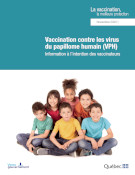 La vaccination,
la meilleure protection
Vaccination contre les virus
du papillome humain (VPH)
Information à l'intention des vaccinateurs
Québec